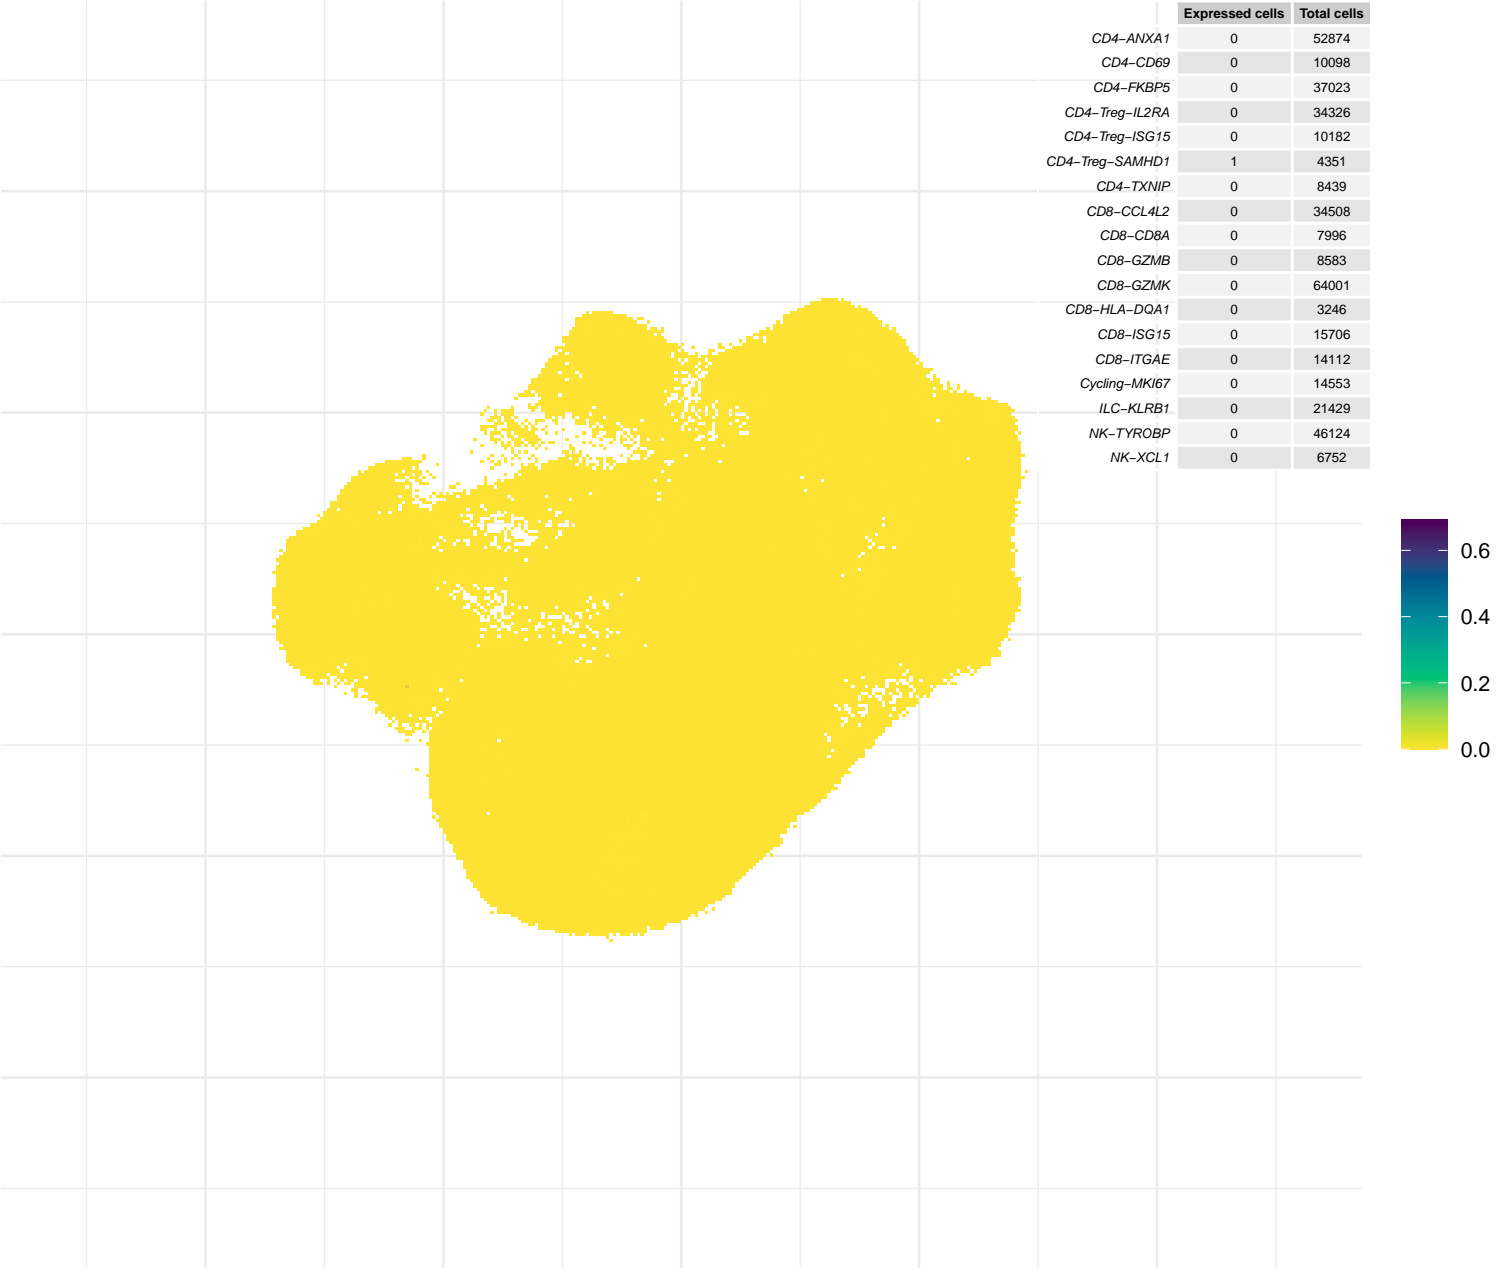 Expressed cells Total cells
CD4−ANXA1 0 52874
CD4−CD69 0 10098
CD4−FKBP5 0 37023
CD4−Treg−IL2RA 0 34326
CD4−Treg−ISG15 0 10182
CD4−Treg−SAMHD1 1 4351
CD4−TXNIP 0 8439
CD8−CCL4L2 0 34508
CD8−CD8A 0 7996
CD8−GZMB 0 8583
CD8−GZMK 0 64001
CD8−HLA−DQA1 0 3246
CD8−ISG15 0 15706
CD8−ITGAE 0 14112
Cycling−MKI67 0 14553
ILC−KLRB1 0 21429
NK−TYROBP 0 46124
NK−XCL1 0 6752
0.6
0.4
0.2
0.0